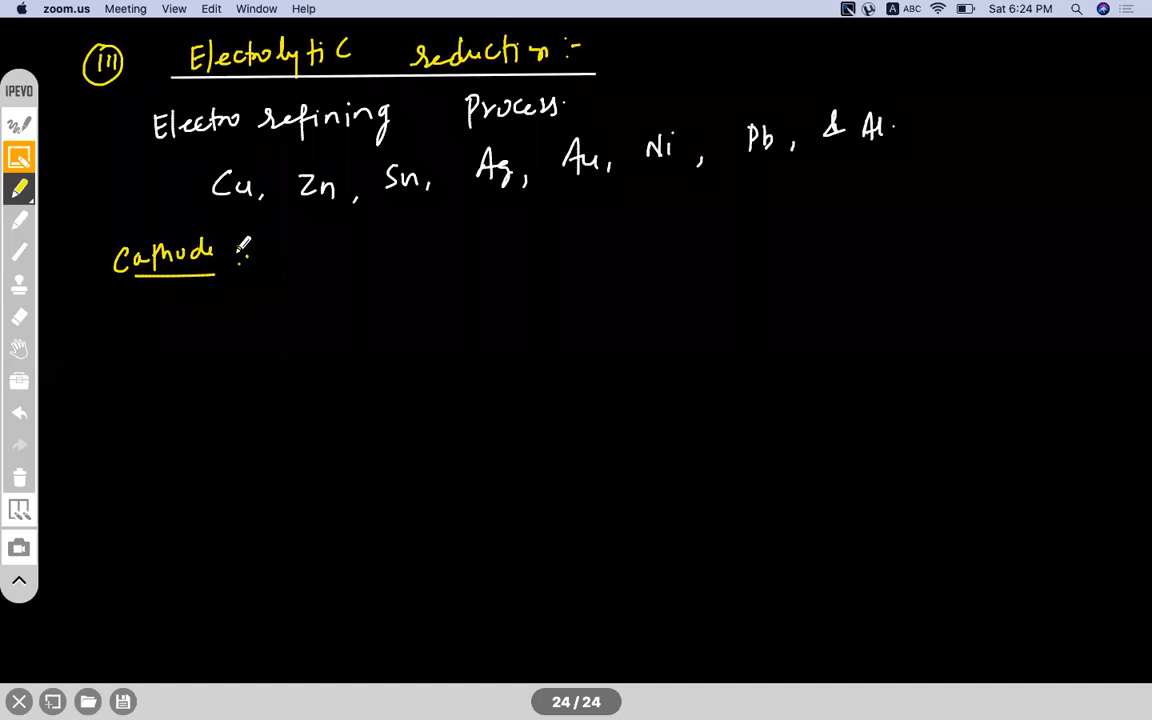 zoom.us Meeting View Edit Window Help A ABC Sat 6:24 PM
(III) Electrolytic reduction :-
IPEVO
Electro refining Process.
Cu, Zn, Sn, Ag, Au, Ni, Pb, & Al.
Cathode :
24 / 24